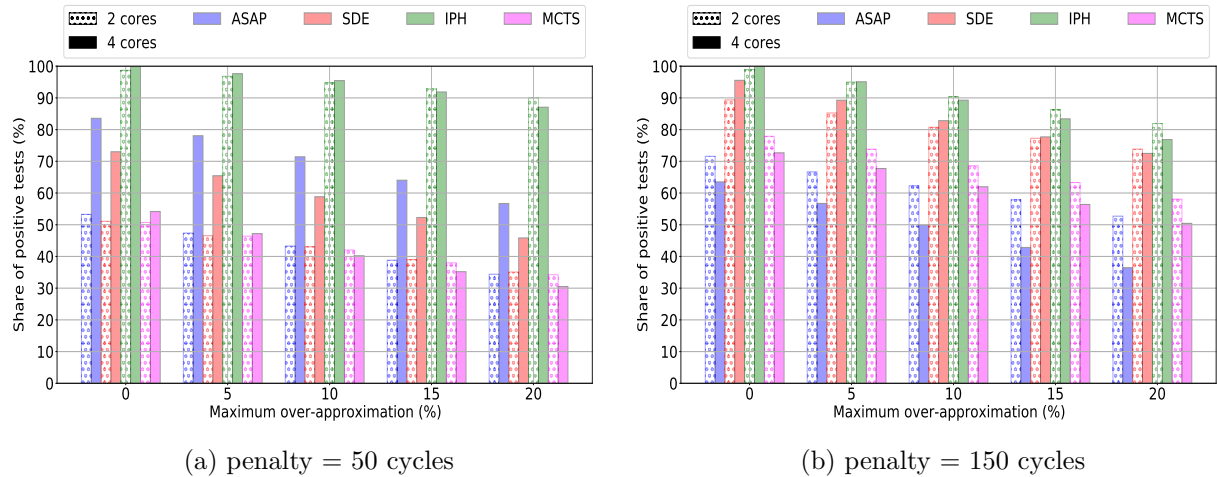 2 cores ASAP SDE IPH MCTS
4 cores
Share of positive tests (%)
100
90
80
70
60
50
40
30
20
10
0
0 5 10 15 20
Maximum over-approximation (%)
(a) penalty = 50 cycles
2 cores ASAP SDE IPH MCTS
4 cores
Share of positive tests (%)
100
90
80
70
60
50
40
30
20
10
0
0 5 10 15 20
Maximum over-approximation (%)
(b) penalty = 150 cycles